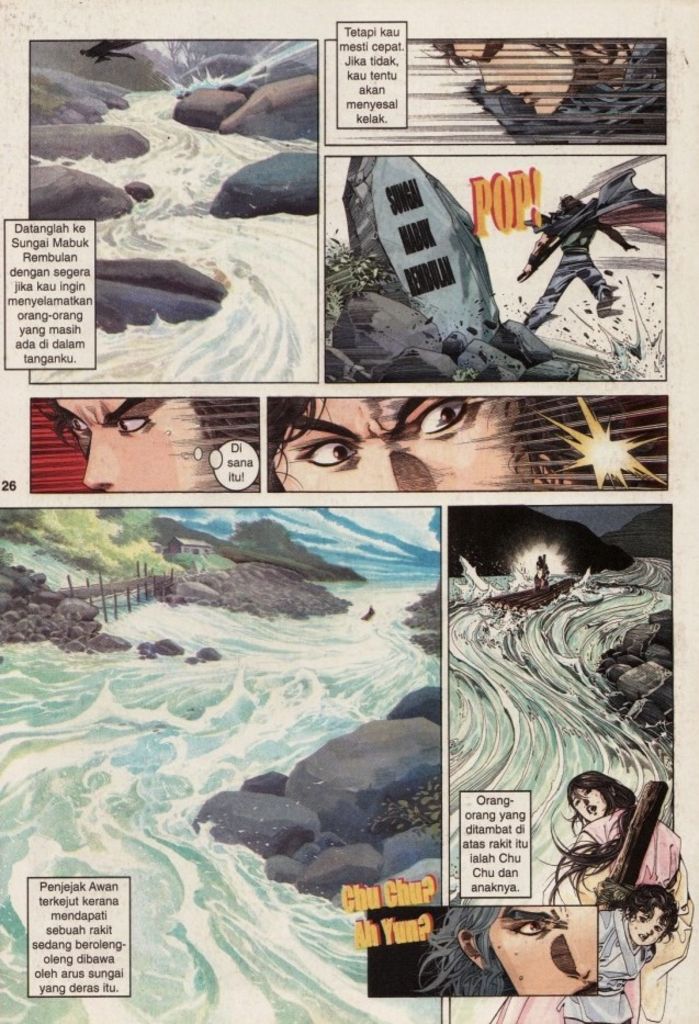 Datanglah ke
Sungai Mabuk
Rembulan
dengan segera
jika kau ingin
menyelamatkan
orang-orang
yang masih
ada di dalam
tanganku.
Tetapi kau
mesti cepat.
Jika tidak,
kau tentu
akan
menyesal
kelak.
SUNGAI
MABUK
REMBULAN
POP!
Di
sana
itu!
26
Penjejak Awan
terkejut kerana
mendapati
sebuah rakit
sedang beroleng-
oleng dibawa
oleh arus sungai
yang deras itu.
Orang-
orang yang
ditambat di
atas rakit itu
ialah Chu
Chu dan
anaknya.
Chu Chu?
Ah Yun?